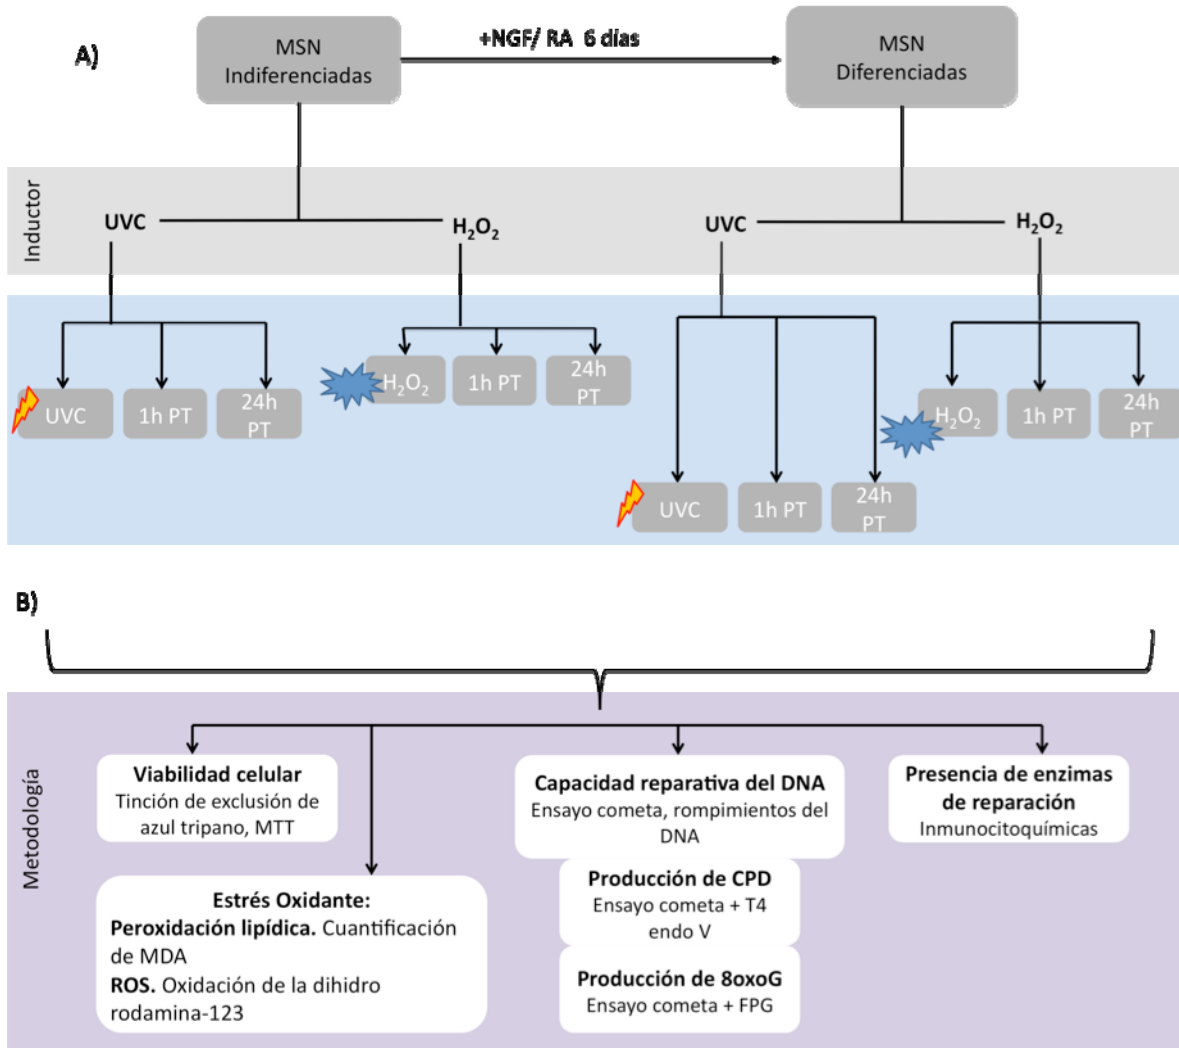 A)
MSN
Indiferenciadas
+NGF/ RA 6 días
MSN
Diferenciadas
Inductor
UVC
H₂O₂
UVC
H₂O₂
UVC
1h PT
24h
PT
H₂O₂
1h PT
24h
PT
UVC
1h PT
24h
PT
H₂O₂
1h PT
24h
PT
B)
Metodología
Viabilidad celular
Tinción de exclusión de
azul tripano, MTT
Estrés Oxidante:
Peroxidación lipídica. Cuantificación
de MDA
ROS. Oxidación de la dihidro
rodamina-123
Capacidad reparativa del DNA
Ensayo cometa, rompimientos del
DNA
Producción de CPD
Ensayo cometa + T4
endo V
Producción de 8oxoG
Ensayo cometa + FPG
Presencia de enzimas
de reparación
Inmunocitoquímicas